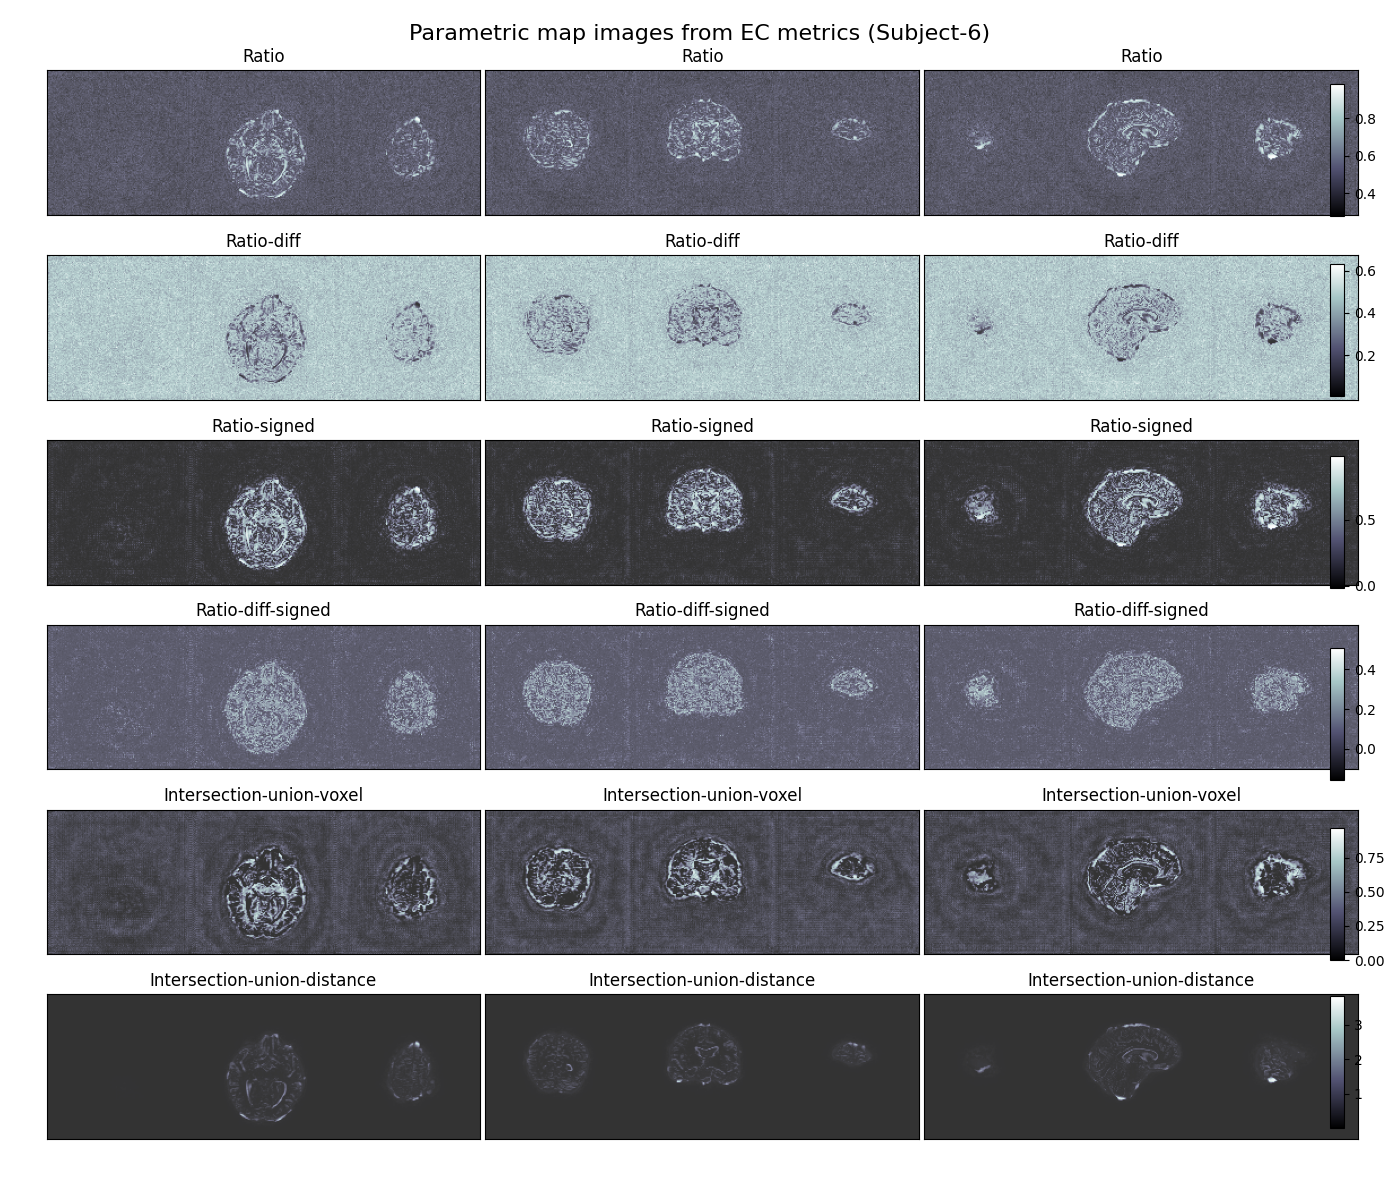 Parametric map images from EC metrics (Subject-6)
Ratio
Ratio
Ratio
0.8
0.6
0.4
Ratio-diff
Ratio-diff
Ratio-diff
0.6
0.4
0.2
Ratio-signed
Ratio-signed
Ratio-signed
0.5
0.0
Ratio-diff-signed
Ratio-diff-signed
Ratio-diff-signed
0.4
0.2
0.0
Intersection-union-voxel
Intersection-union-voxel
Intersection-union-voxel
0.75
0.50
0.25
0.00
Intersection-union-distance
Intersection-union-distance
Intersection-union-distance
3
2
1